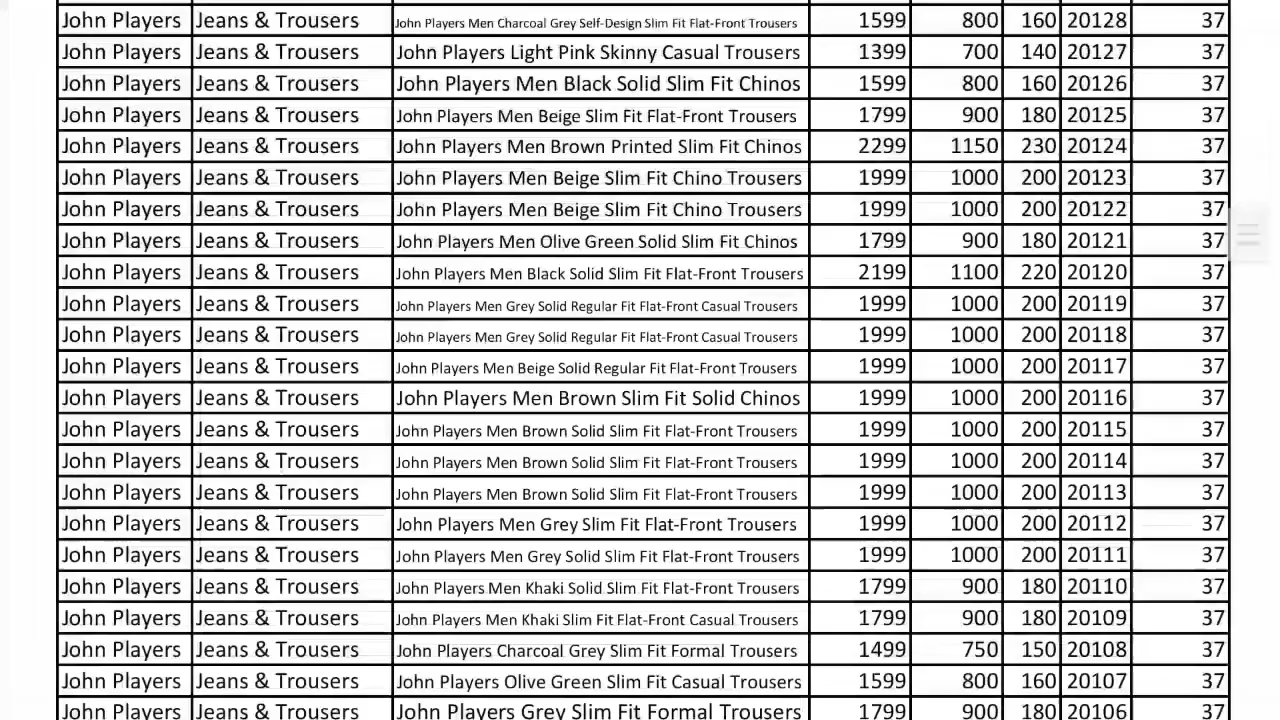 John Players Jeans & Trousers John Players Men Charcoal Grey Self-Design Slim Fit Flat-Front Trousers 1599 800 160 20128 37
John Players Jeans & Trousers John Players Light Pink Skinny Casual Trousers 1399 700 140 20127 37
John Players Jeans & Trousers John Players Men Black Solid Slim Fit Chinos 1599 800 160 20126 37
John Players Jeans & Trousers John Players Men Beige Slim Fit Flat-Front Trousers 1799 900 180 20125 37
John Players Jeans & Trousers John Players Men Brown Printed Slim Fit Chinos 2299 1150 230 20124 37
John Players Jeans & Trousers John Players Men Beige Slim Fit Chino Trousers 1999 1000 200 20123 37
John Players Jeans & Trousers John Players Men Beige Slim Fit Chino Trousers 1999 1000 200 20122 37
John Players Jeans & Trousers John Players Men Olive Green Solid Slim Fit Chinos 1799 900 180 20121 37
John Players Jeans & Trousers John Players Men Black Solid Slim Fit Flat-Front Trousers 2199 1100 220 20120 37
John Players Jeans & Trousers John Players Men Grey Solid Regular Fit Flat-Front Casual Trousers 1999 1000 200 20119 37
John Players Jeans & Trousers John Players Men Grey Solid Regular Fit Flat-Front Casual Trousers 1999 1000 200 20118 37
John Players Jeans & Trousers John Players Men Beige Solid Regular Fit Flat-Front Trousers 1999 1000 200 20117 37
John Players Jeans & Trousers John Players Men Brown Slim Fit Solid Chinos 1999 1000 200 20116 37
John Players Jeans & Trousers John Players Men Brown Solid Slim Fit Flat-Front Trousers 1999 1000 200 20115 37
John Players Jeans & Trousers John Players Men Brown Solid Slim Fit Flat-Front Trousers 1999 1000 200 20114 37
John Players Jeans & Trousers John Players Men Brown Solid Slim Fit Flat-Front Trousers 1999 1000 200 20113 37
John Players Jeans & Trousers John Players Men Grey Slim Fit Flat-Front Trousers 1999 1000 200 20112 37
John Players Jeans & Trousers John Players Men Grey Solid Slim Fit Flat-Front Trousers 1999 1000 200 20111 37
John Players Jeans & Trousers John Players Men Khaki Solid Slim Fit Flat-Front Trousers 1799 900 180 20110 37
John Players Jeans & Trousers John Players Men Khaki Slim Fit Flat-Front Casual Trousers 1799 900 180 20109 37
John Players Jeans & Trousers John Players Charcoal Grey Slim Fit Formal Trousers 1499 750 150 20108 37
John Players Jeans & Trousers John Players Olive Green Slim Fit Casual Trousers 1599 800 160 20107 37
John Players Jeans & Trousers John Players Grey Slim Fit Formal Trousers 1799 900 180 20106 37